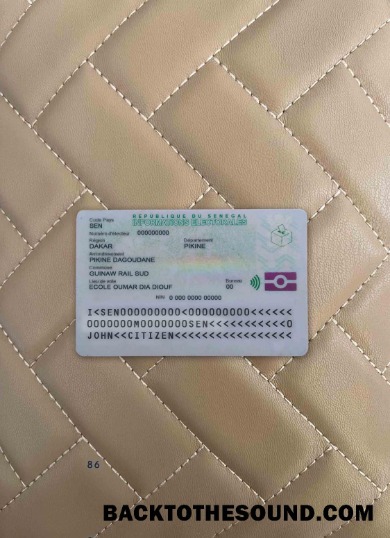 Code Pays
REPUBLIQUE DU SENEGAL
SEN
INFORMATIONS ELECTORALES
Numéro d'électeur 000000000
Région
Département
DAKAR
PIKINE
Arrondissement
PIKINE DAGOUDANE
Commune
GUINAW RAIL SUD
Lieu de vote
Bureau
ECOLE OUMAR DIA DIOUF
00
NIN 0 000 0000 00000
I<SEN0000000000<000000000<<<<<<
0000000M0000000SEN<<<<<<<<<<<0
JOHN<<CITIZEN<<<<<<<<<<<<<<<<<
86
BACKTOTHESOUND.COM